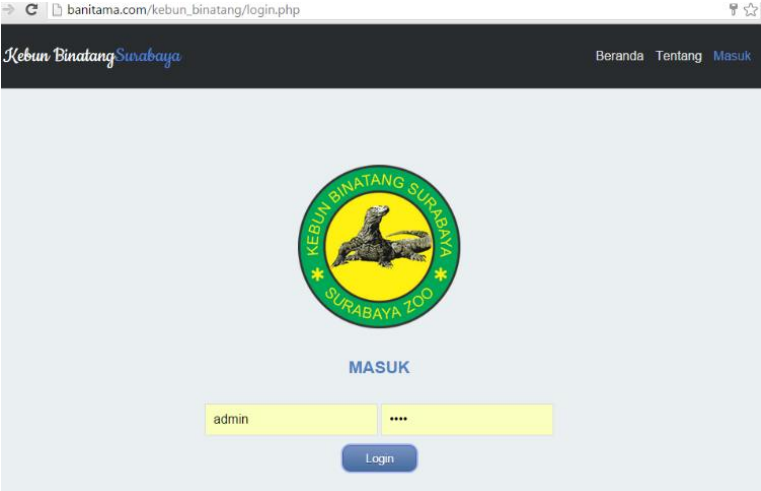 banitama.com/kebun_binatang/login.php
Kebun BinatangSurabaya
Beranda Tentang Masuk
KEBUN BINATANG SURABAYA
SURABAYA ZOO
MASUK
admin ••••
Login